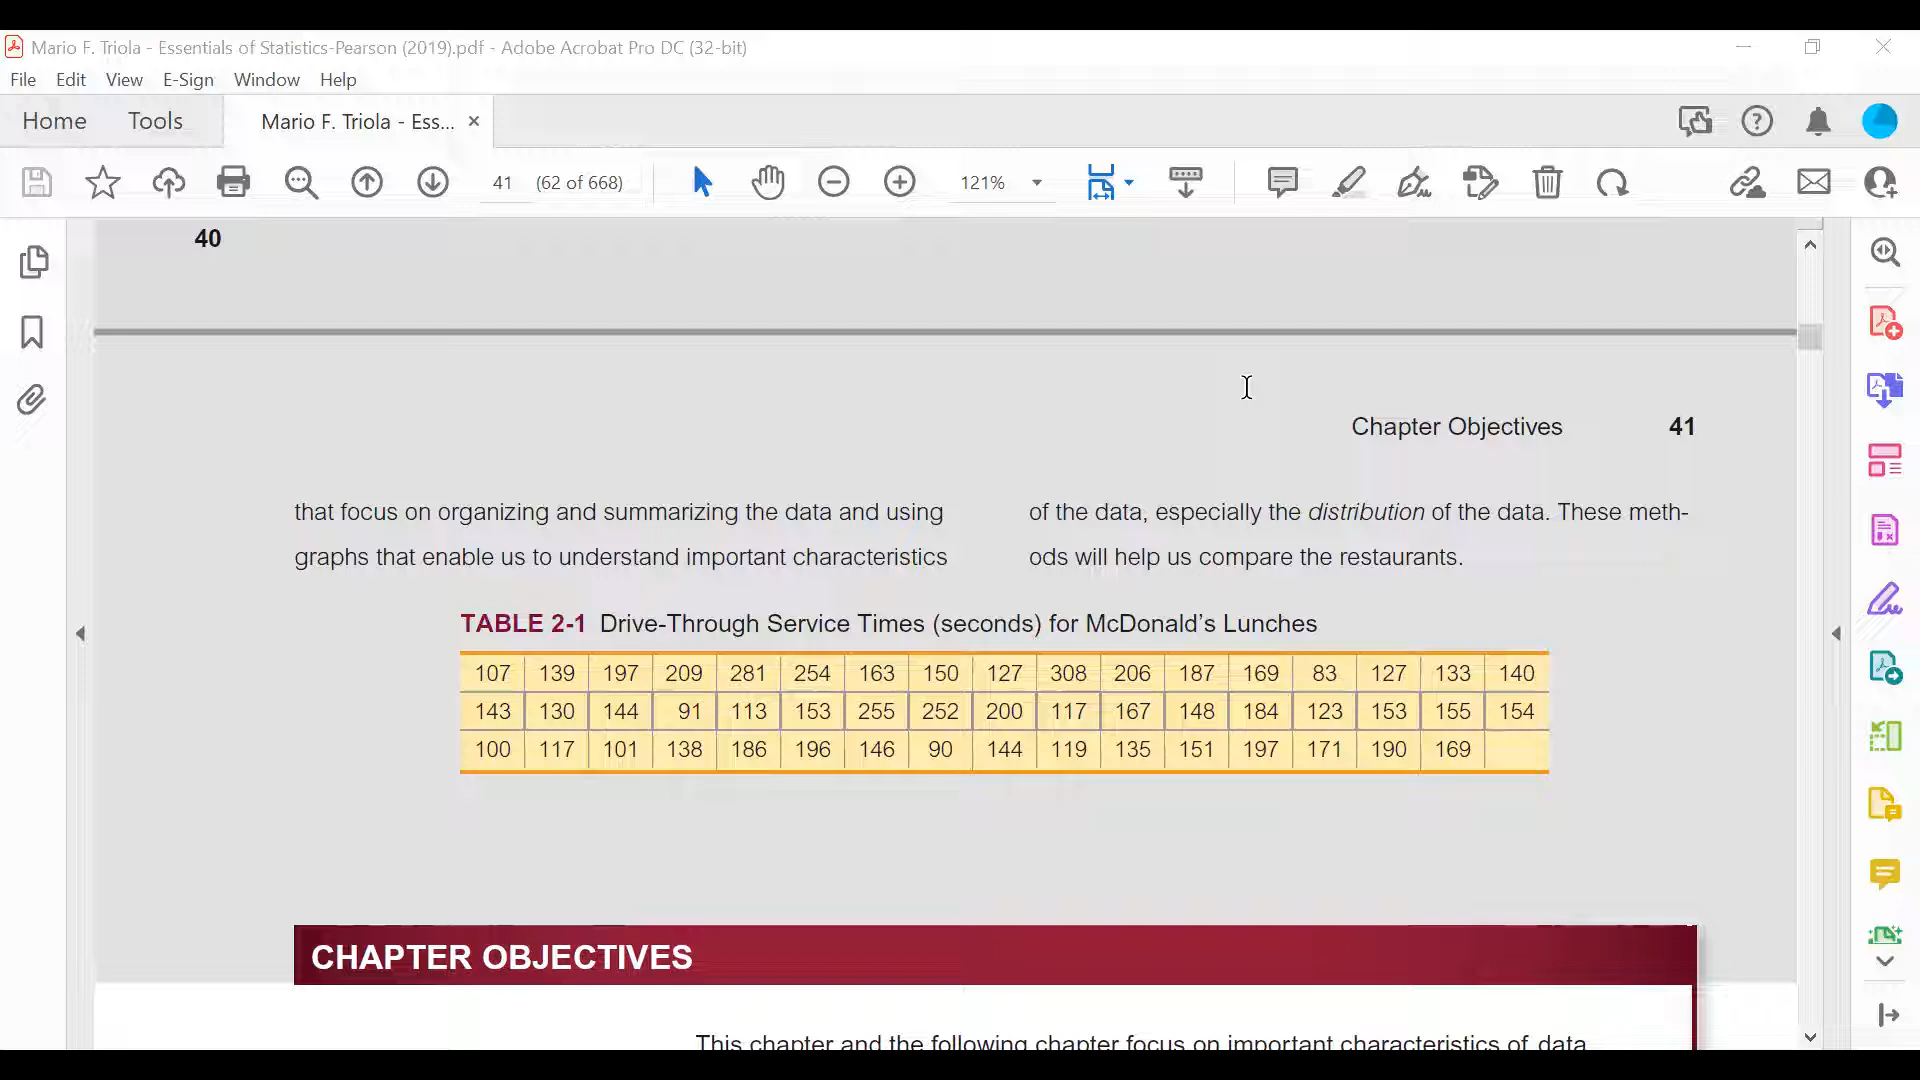 Mario F. Triola - Essentials of Statistics-Pearson (2019).pdf - Adobe Acrobat Pro DC (32-bit)
File Edit View E-Sign Window Help
Home Tools Mario F. Triola - Ess... ×
41 (62 of 668) 121%
40
Chapter Objectives 41
that focus on organizing and summarizing the data and using
graphs that enable us to understand important characteristics
of the data, especially the distribution of the data. These meth-
ods will help us compare the restaurants.
TABLE 2-1 Drive-Through Service Times (seconds) for McDonald's Lunches
107 139 197 209 281 254 163 150 127 308 206 187 169 83 127 133 140
143 130 144 91 113 153 255 252 200 117 167 148 184 123 153 155 154
100 117 101 138 186 196 146 90 144 119 135 151 197 171 190 169
CHAPTER OBJECTIVES
This chapter and the following chapter focus on important characteristics of data